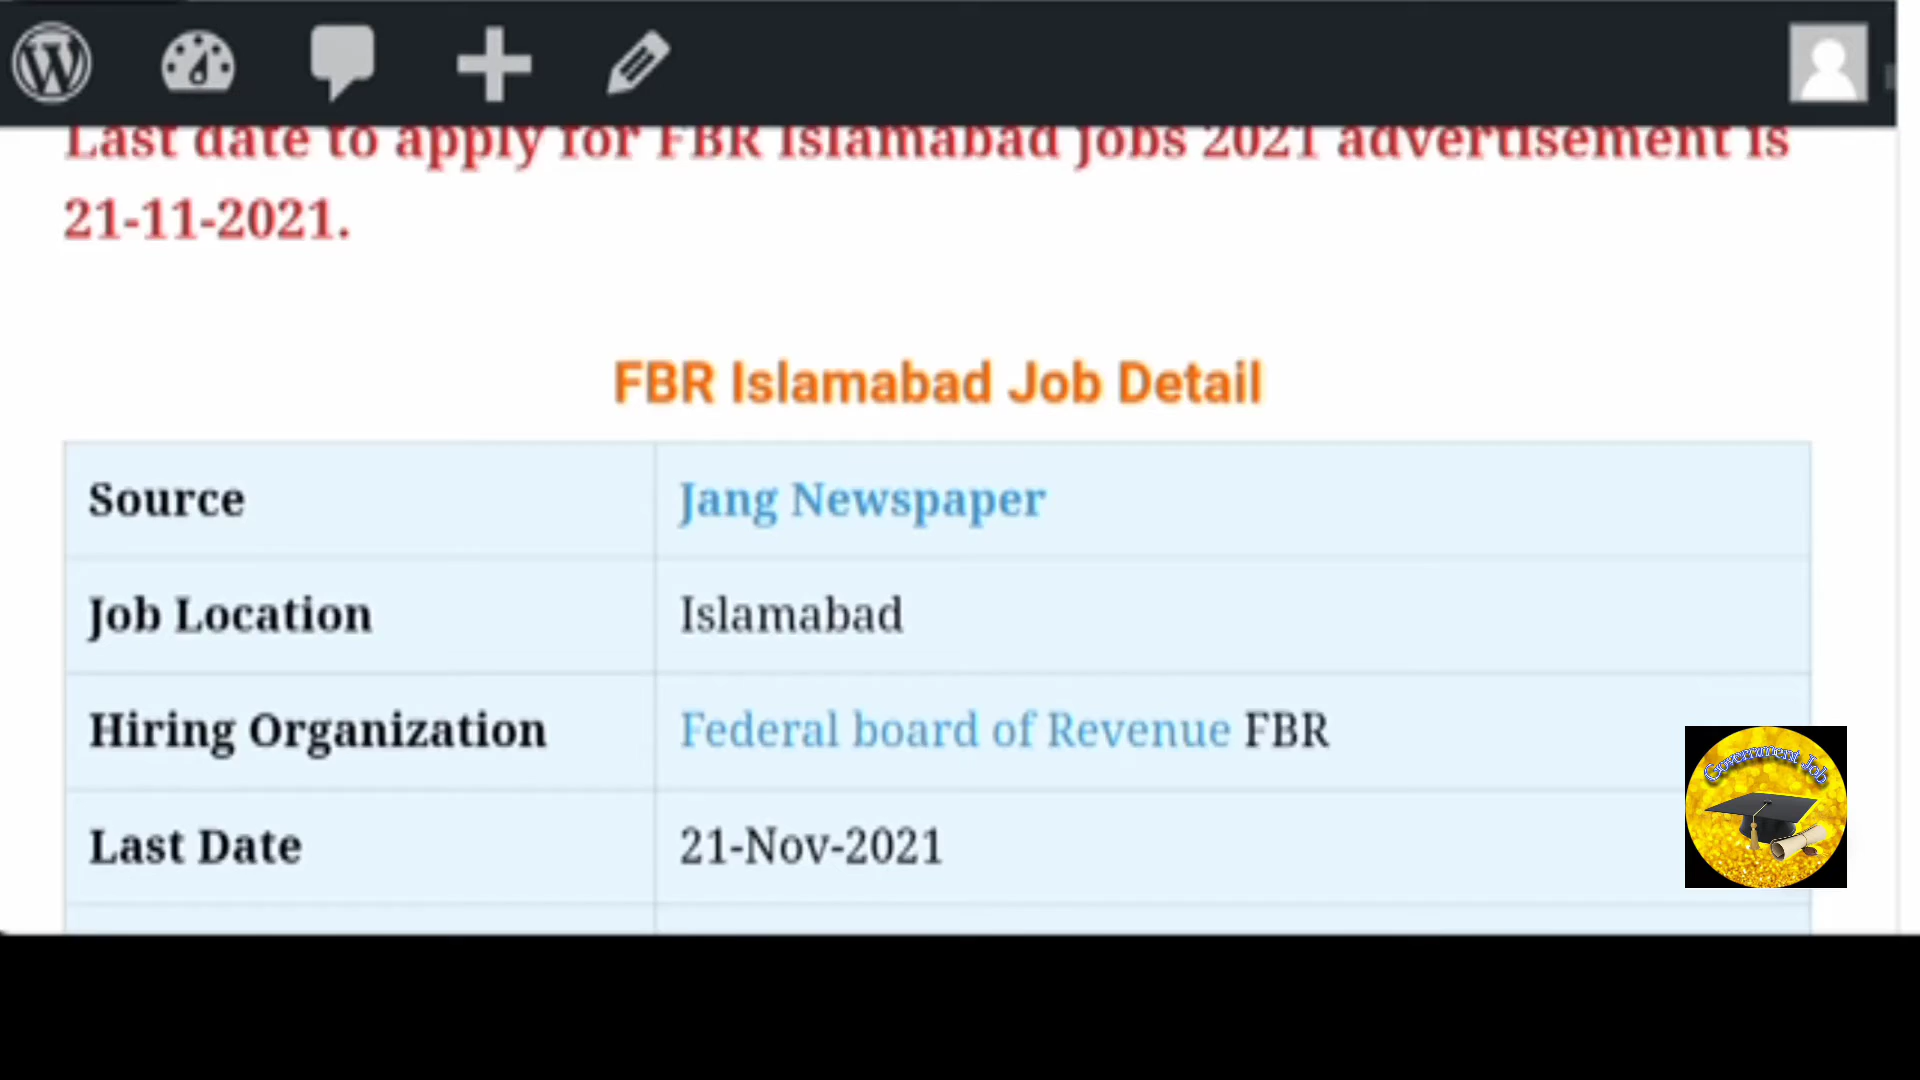 Last date to apply for FBR Islamabad jobs 2021 advertisement is
21-11-2021.
FBR Islamabad Job Detail
Source Jang Newspaper
Job Location Islamabad
Hiring Organization Federal board of Revenue FBR
Last Date 21-Nov-2021
Government Job